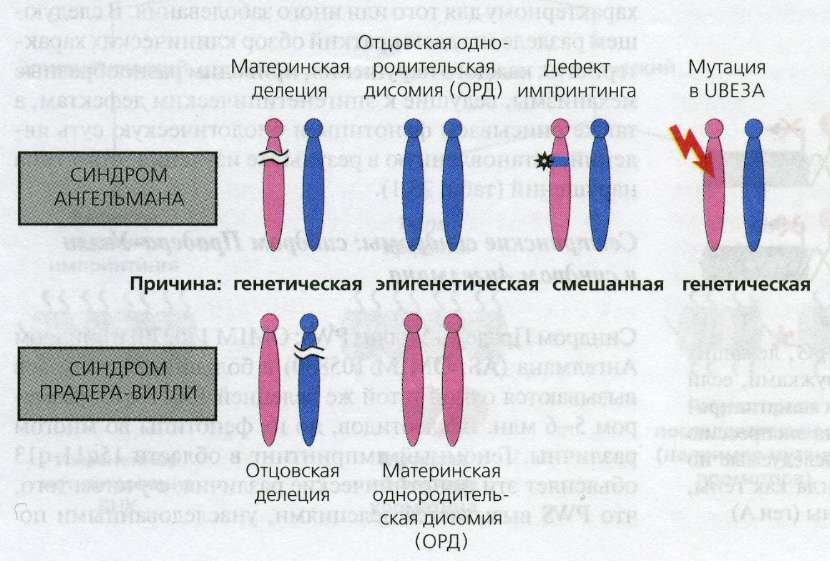 Материнская
делеция
Отцовская одно-
родительская
дисомия (ОРД)
Дефект
импринтинга
Мутация
в UBE3A
СИНДРОМ
АНГЕЛЬМАНА
Причина: генетическая эпигенетическая смешанная генетическая
СИНДРОМ
ПРАДЕРА-ВИЛЛИ
Отцовская
делеция
Материнская
однородитель-
ская дисомия
(ОРД)